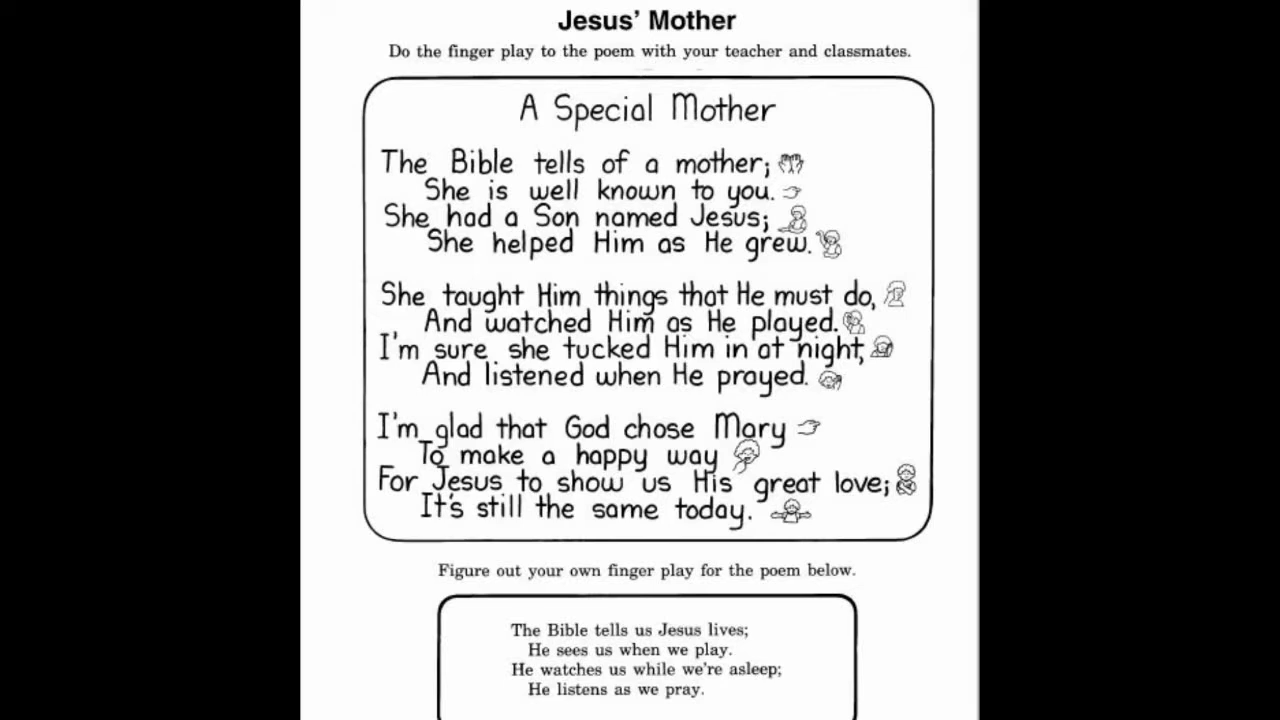 Jesus’ Mother
Do the finger play to the poem with your teacher and classmates.
A Special Mother
The Bible tells of a mother;
She is well known to you.
She had a Son named Jesus;
She helped Him as He grew.
She taught Him things that He must do,
And watched Him as He played.
I'm sure she tucked Him in at night,
And listened when He prayed.
I'm glad that God chose Mary
To make a happy way
For Jesus to show us His great love;
It's still the same today.
Figure out your own finger play for the poem below.
The Bible tells us Jesus lives;
He sees us when we play.
He watches us while we're asleep;
He listens as we pray.